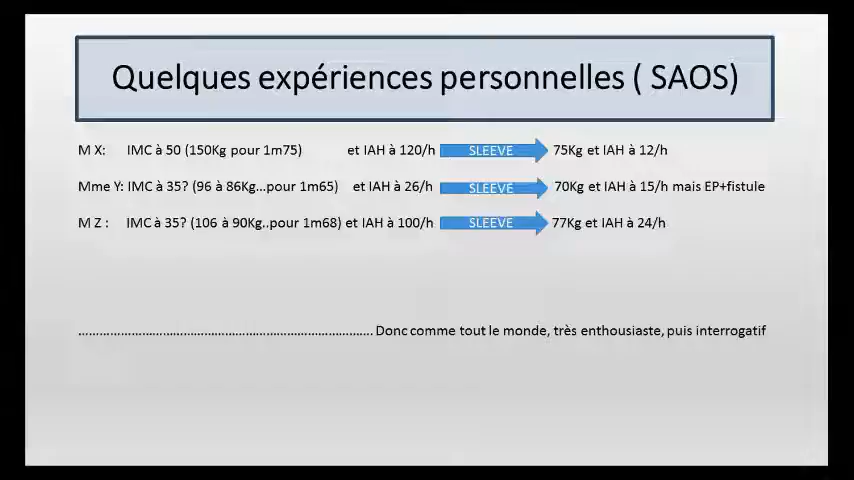 Quelques expériences personnelles ( SAOS)
M X: IMC à 50 (150Kg pour 1m75) et IAH à 120/h SLEEVE 75Kg et IAH à 12/h
Mme Y: IMC à 35? (96 à 86Kg...pour 1m65) et IAH à 26/h SLEEVE 70Kg et IAH à 15/h mais EP+fistule
M Z : IMC à 35? (106 à 90Kg..pour 1m68) et IAH à 100/h SLEEVE 77Kg et IAH à 24/h
................................................................................... Donc comme tout le monde, très enthousiaste, puis interrogatif